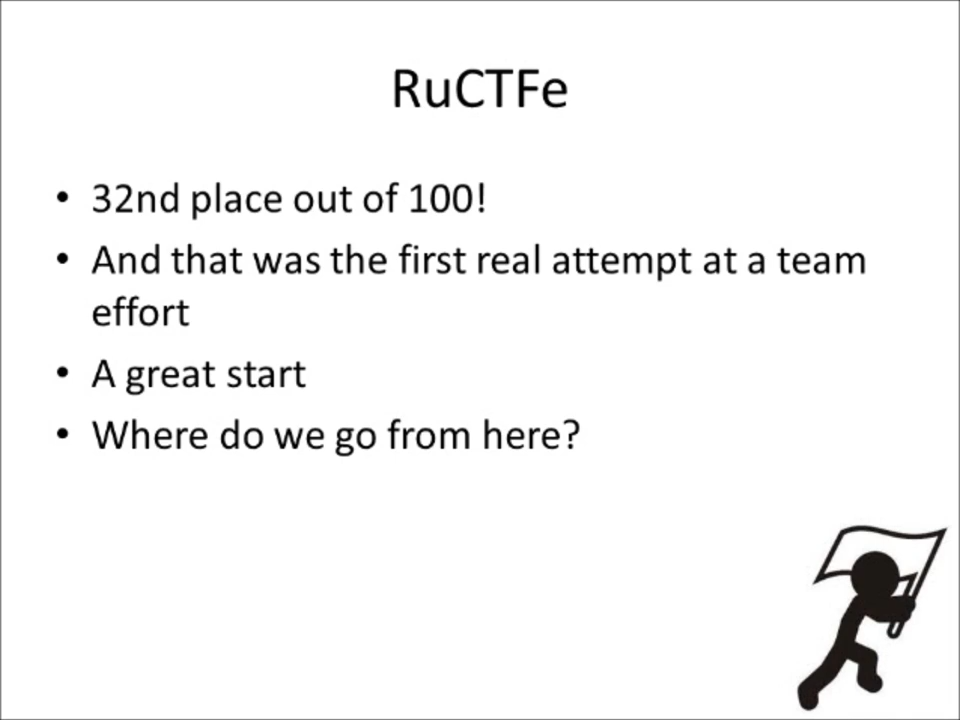 RuCTFe
• 32nd place out of 100!
• And that was the first real attempt at a team
effort
• A great start
• Where do we go from here?